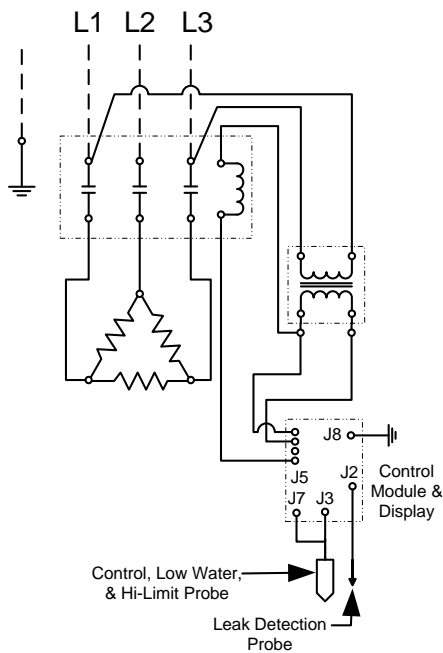 L1 L2 L3
J8
J5
J2
Control
Module &
Display
J7 J3
Control, Low Water,
& Hi-Limit Probe
Leak Detection
Probe